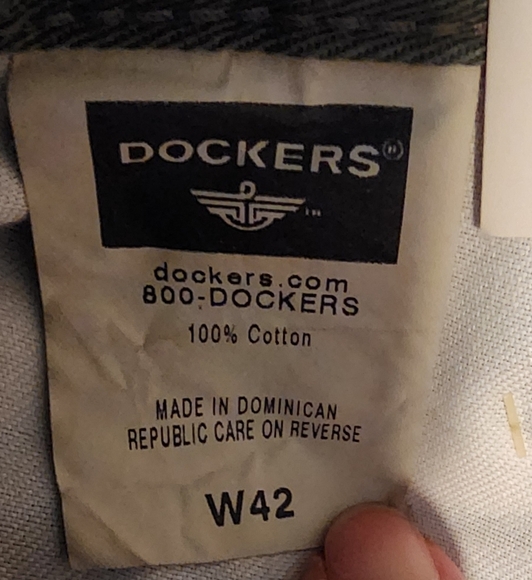 DOCKERS®
TM
dockers.com
800-DOCKERS
100% Cotton
MADE IN DOMINICAN
REPUBLIC CARE ON REVERSE
W42